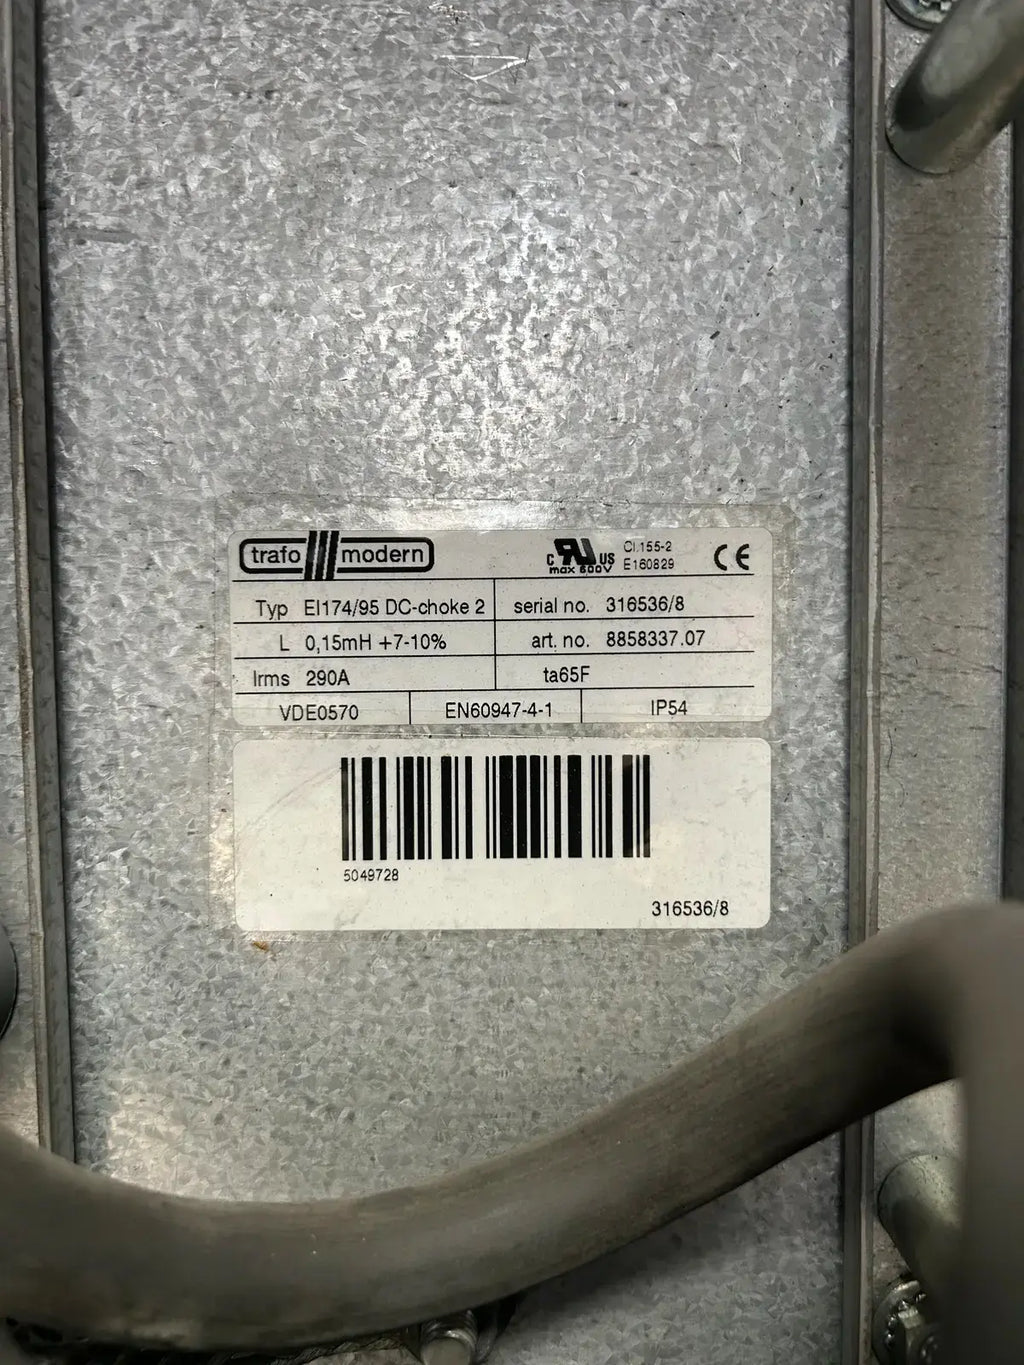 trafo modern
c RU US CI.155-2
max 600V E160829 CE
Typ EI174/95 DC-choke 2 serial no. 316536/8
L 0,15mH +7-10% art. no. 8858337.07
Irms 290A ta65F
VDE0570 EN60947-4-1 IP54
5049728
316536/8